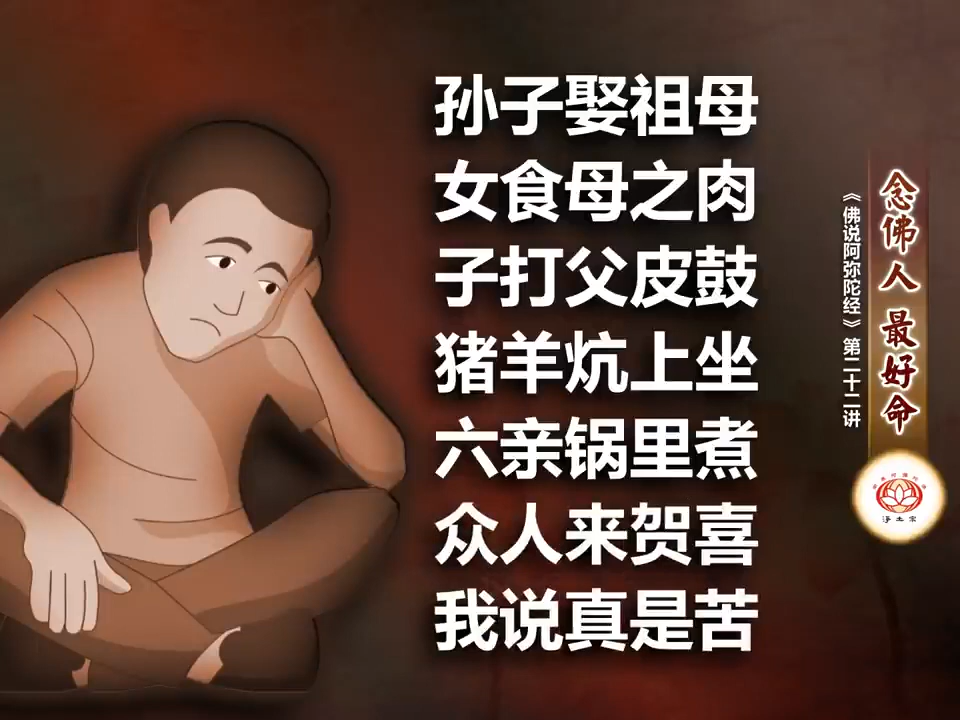 孙子娶祖母
女食母之肉
子打父皮鼓
猪羊炕上坐
六亲锅里煮
众人来贺喜
我说真是苦
念佛人 最好命
《佛说阿弥陀经》第二十二讲
净土宗